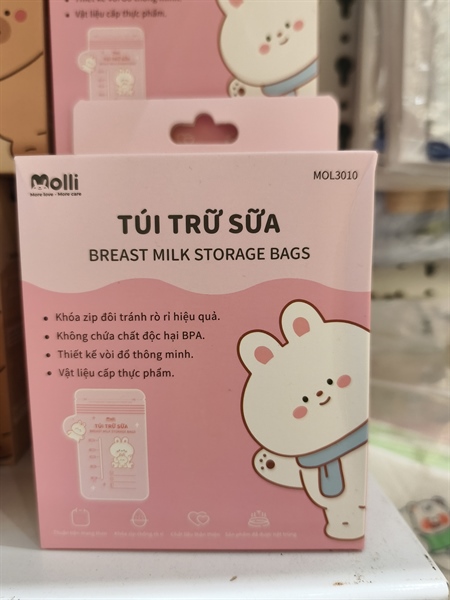 • Vật liệu cấp thực phẩm.
Molli
More love - More care
MOL3010
TÚI TRỮ SỮA
BREAST MILK STORAGE BAGS
• Khóa zip đôi tránh rò rỉ hiệu quả.
• Không chứa chất độc hại BPA.
• Thiết kế vòi đổ thông minh.
• Vật liệu cấp thực phẩm.
Molli
TÚI TRỮ SỮA
BREAST MILK STORAGE BAGS